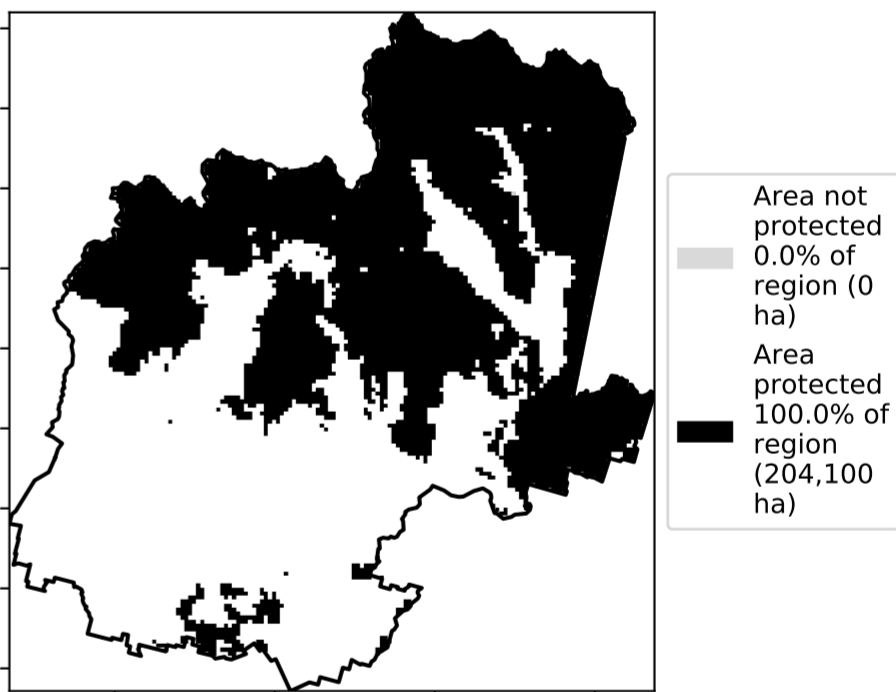 Area not
protected
0.0% of
region (0
ha)
Area
protected
100.0% of
region
(204,100
ha)